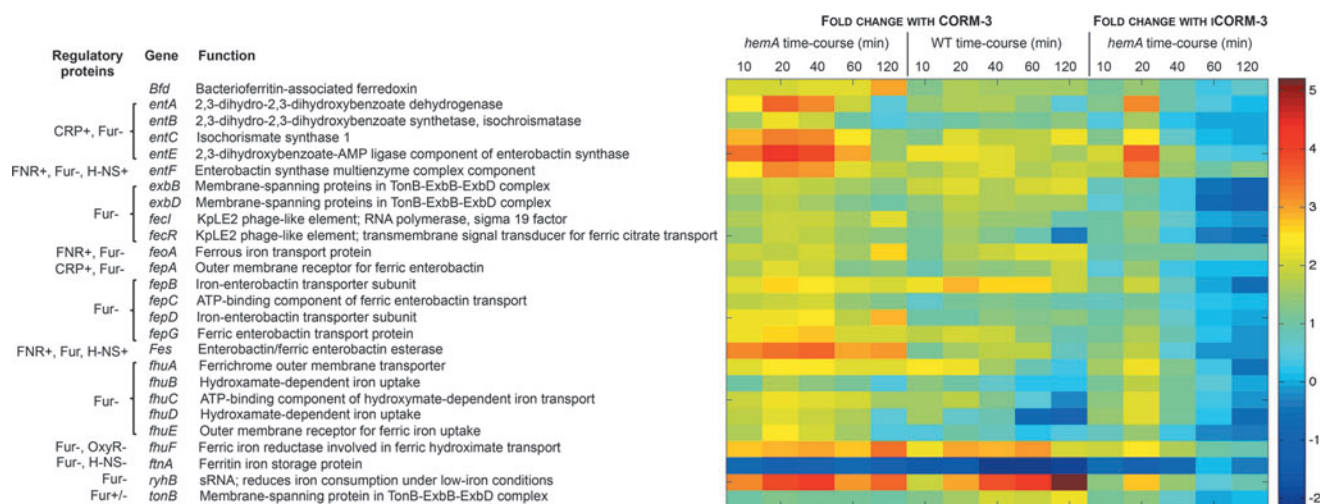 FOLD CHANGE WITH CORM-3 FOLD CHANGE WITH iCORM-3
hemA time-course (min) WT time-course (min) hemA time-course (min)
Regulatory proteins Gene Function
10 20 40 60 120 10 20 40 60 120 10 20 40 60 120
Bfd Bacterioferritin-associated ferredoxin
entA 2,3-dihydro-2,3-dihydroxybenzoate dehydrogenase
entB 2,3-dihydro-2,3-dihydroxybenzoate synthetase, isochroismatase
CRP+, Fur-
entC Isochorismate synthase 1
entE 2,3-dihydroxybenzoate-AMP ligase component of enterobactin synthase
FNR+, Fur-, H-NS+ entF Enterobactin synthase multienzyme complex component
exbB Membrane-spanning proteins in TonB-ExbB-ExbD complex
exbD Membrane-spanning proteins in TonB-ExbB-ExbD complex
Fur-
fecI KpLE2 phage-like element; RNA polymerase, sigma 19 factor
fecR KpLE2 phage-like element; transmembrane signal transducer for ferric citrate transport
FNR+, Fur- feoA Ferrous iron transport protein
CRP+, Fur- fepA Outer membrane receptor for ferric enterobactin
fepB Iron-enterobactin transporter subunit
fepC ATP-binding component of ferric enterobactin transport
Fur-
fepD Iron-enterobactin transporter subunit
fepG Ferric enterobactin transport protein
FNR+, Fur, H-NS+ Fes Enterobactin/ferric enterobactin esterase
fhuA Ferrichrome outer membrane transporter
fhuB Hydroxamate-dependent iron uptake
Fur- fhuC ATP-binding component of hydroxymate-dependent iron transport
fhuD Hydroxamate-dependent iron uptake
fhuE Outer membrane receptor for ferric iron uptake
Fur-, OxyR- fhuF Ferric iron reductase involved in ferric hydroximate transport
Fur-, H-NS- ftnA Ferritin iron storage protein
Fur- ryhB sRNA; reduces iron consumption under low-iron conditions
Fur+/- tonB Membrane-spanning protein in TonB-ExbB-ExbD complex
5
4
3
2
1
0
-1
-2